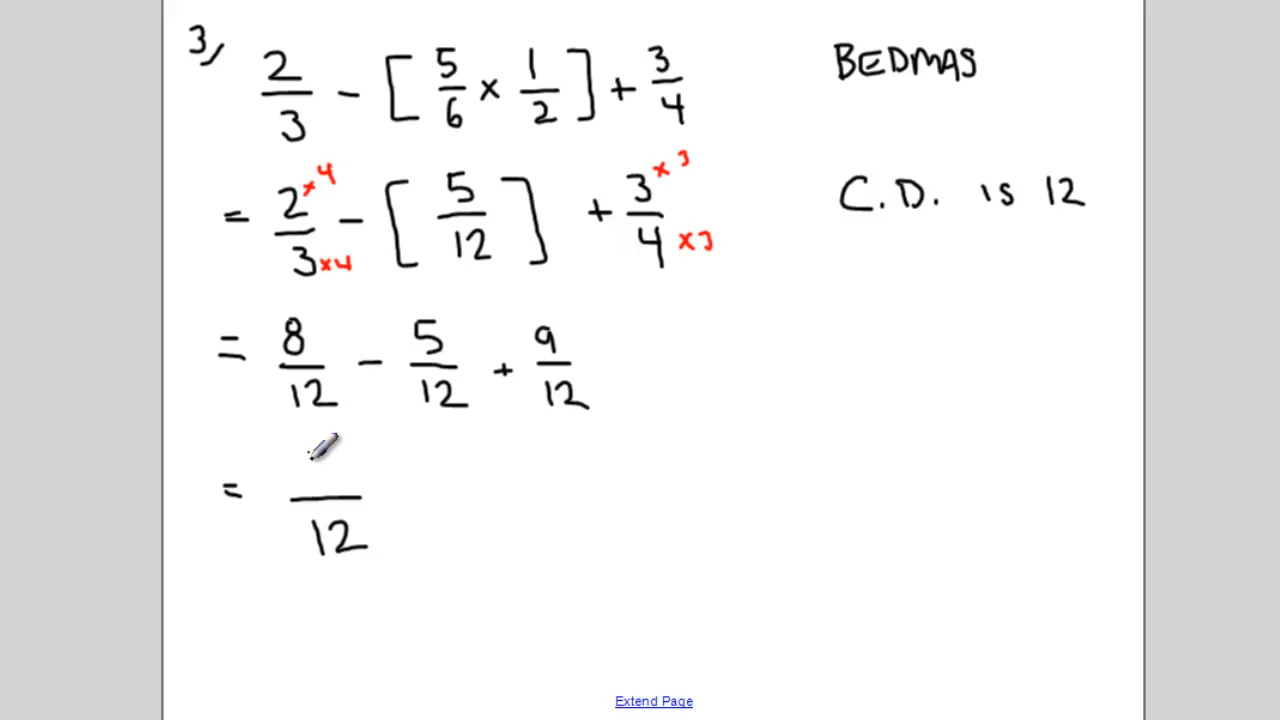 3, 2/3 - [ 5/6 × 1/2 ] + 3/4 BEDMAS
= 2×4/3×4 - [ 5/12 ] + 3×3/4×3 C.D. is 12
= 8/12 - 5/12 + 9/12
= /12
Extend Page